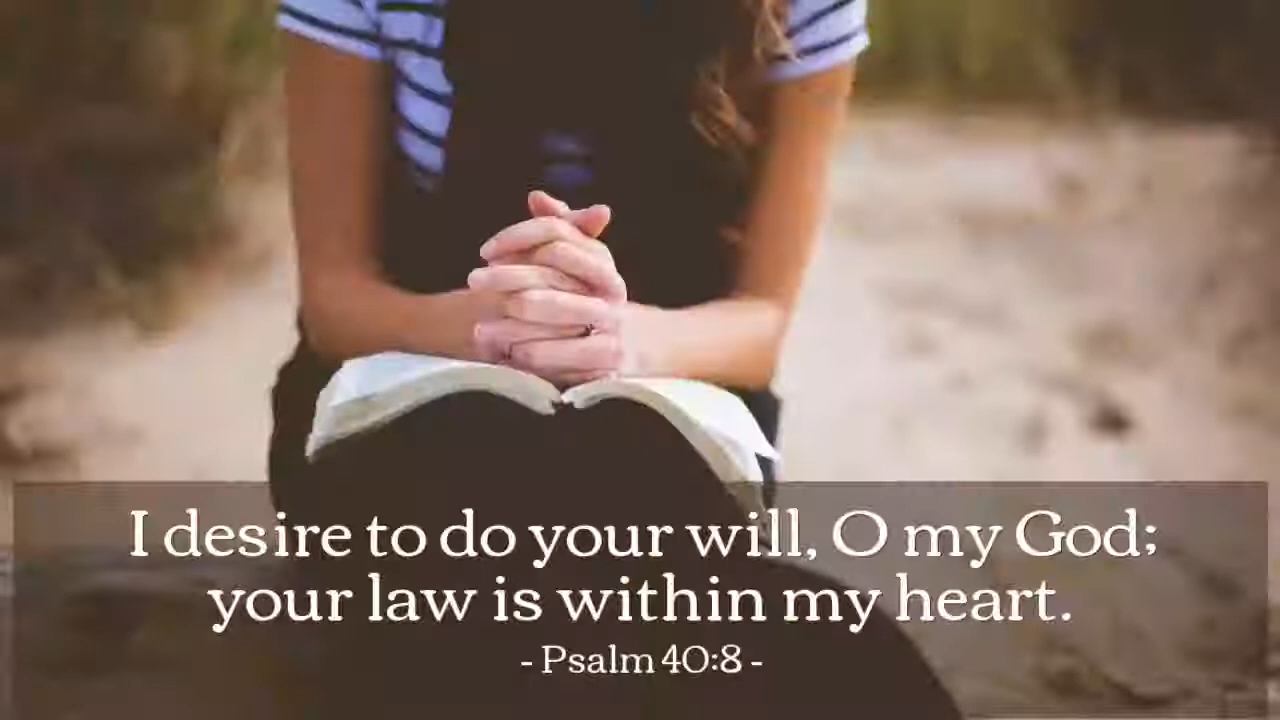 I desire to do your will, O my God;
your law is within my heart.
- Psalm 40:8 -